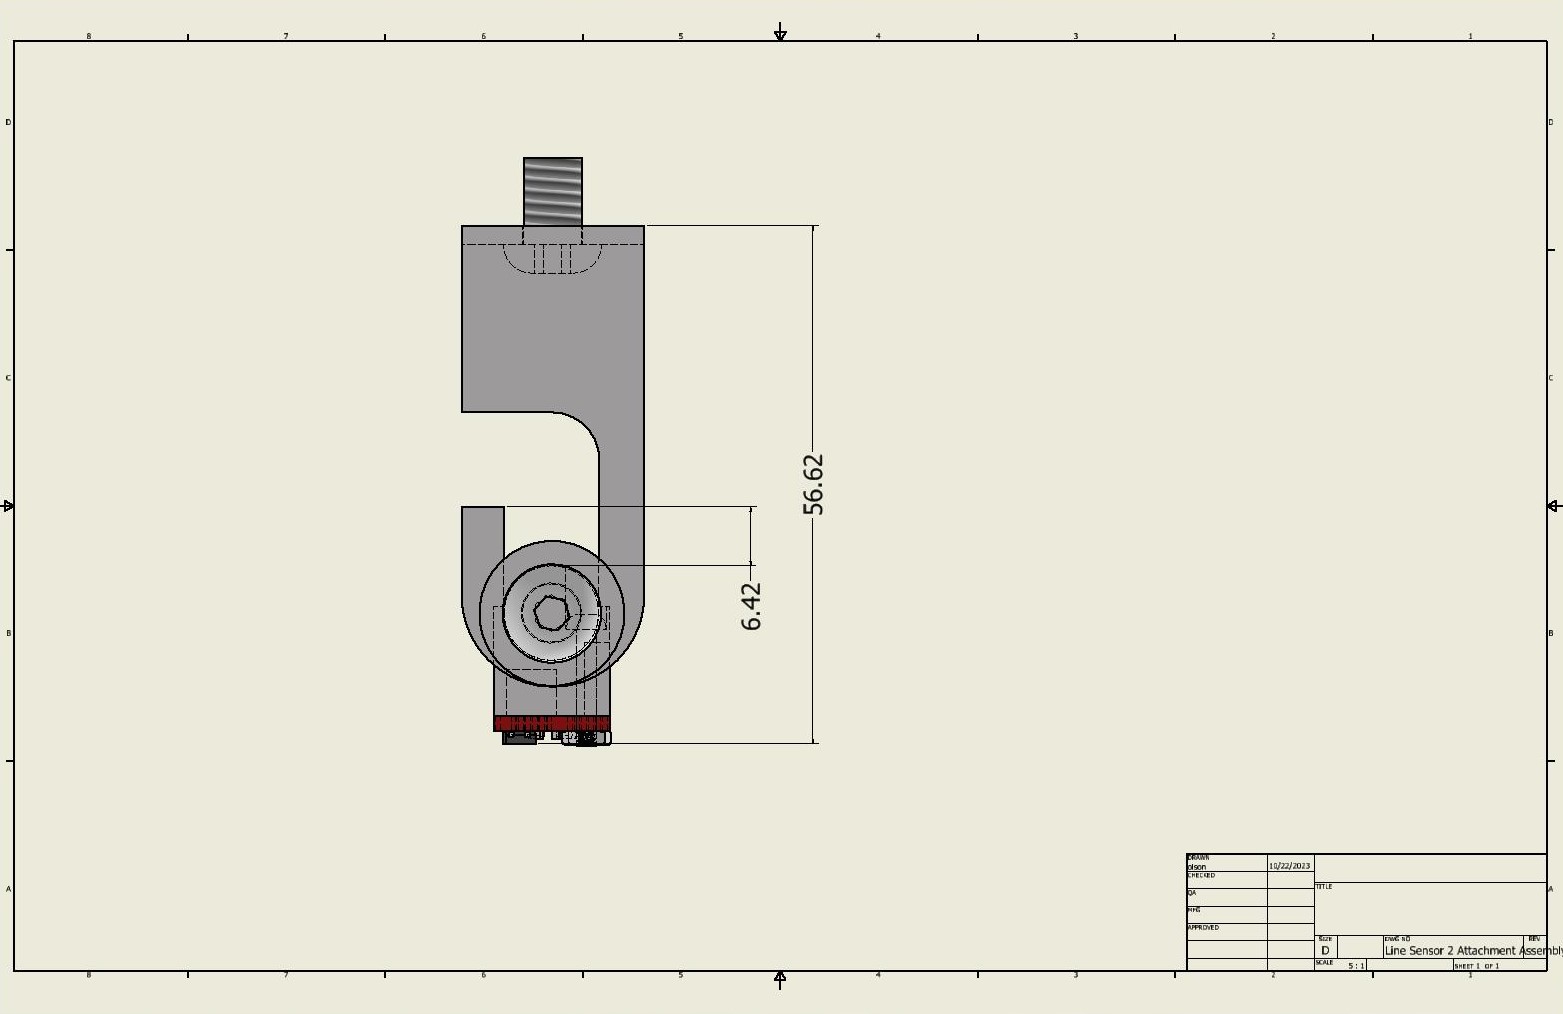 8 7 6 5 4 3 2 1
D D
C C
56.62
6.42
B B
DRAWN
olson 10/22/2023
CHECKED
TITLE
QA
A A
MFG
APPROVED
SIZE DWG NO REV
D Line Sensor 2 Attachment Assembly
SCALE 5 : 1 SHEET 1 OF 1
8 7 6 5 4 3 2 1